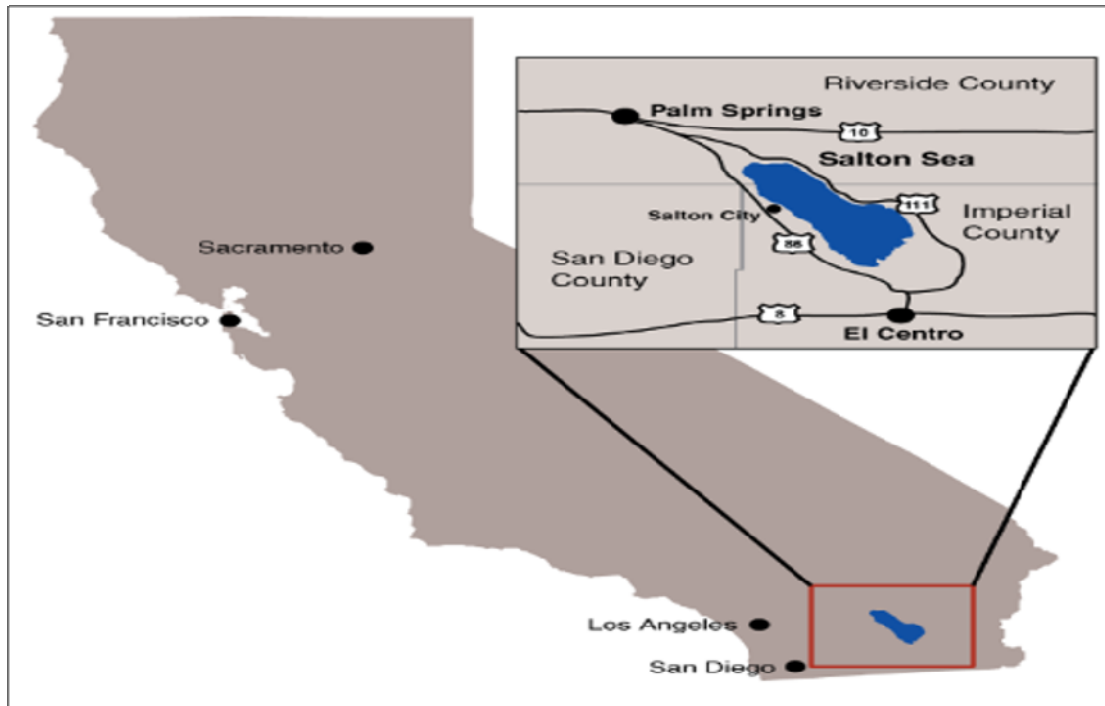 Riverside County
Palm Springs
10
Salton Sea
111
Salton City
Imperial
County
86
San Diego
County
8
El Centro
Sacramento
San Francisco
Los Angeles
San Diego